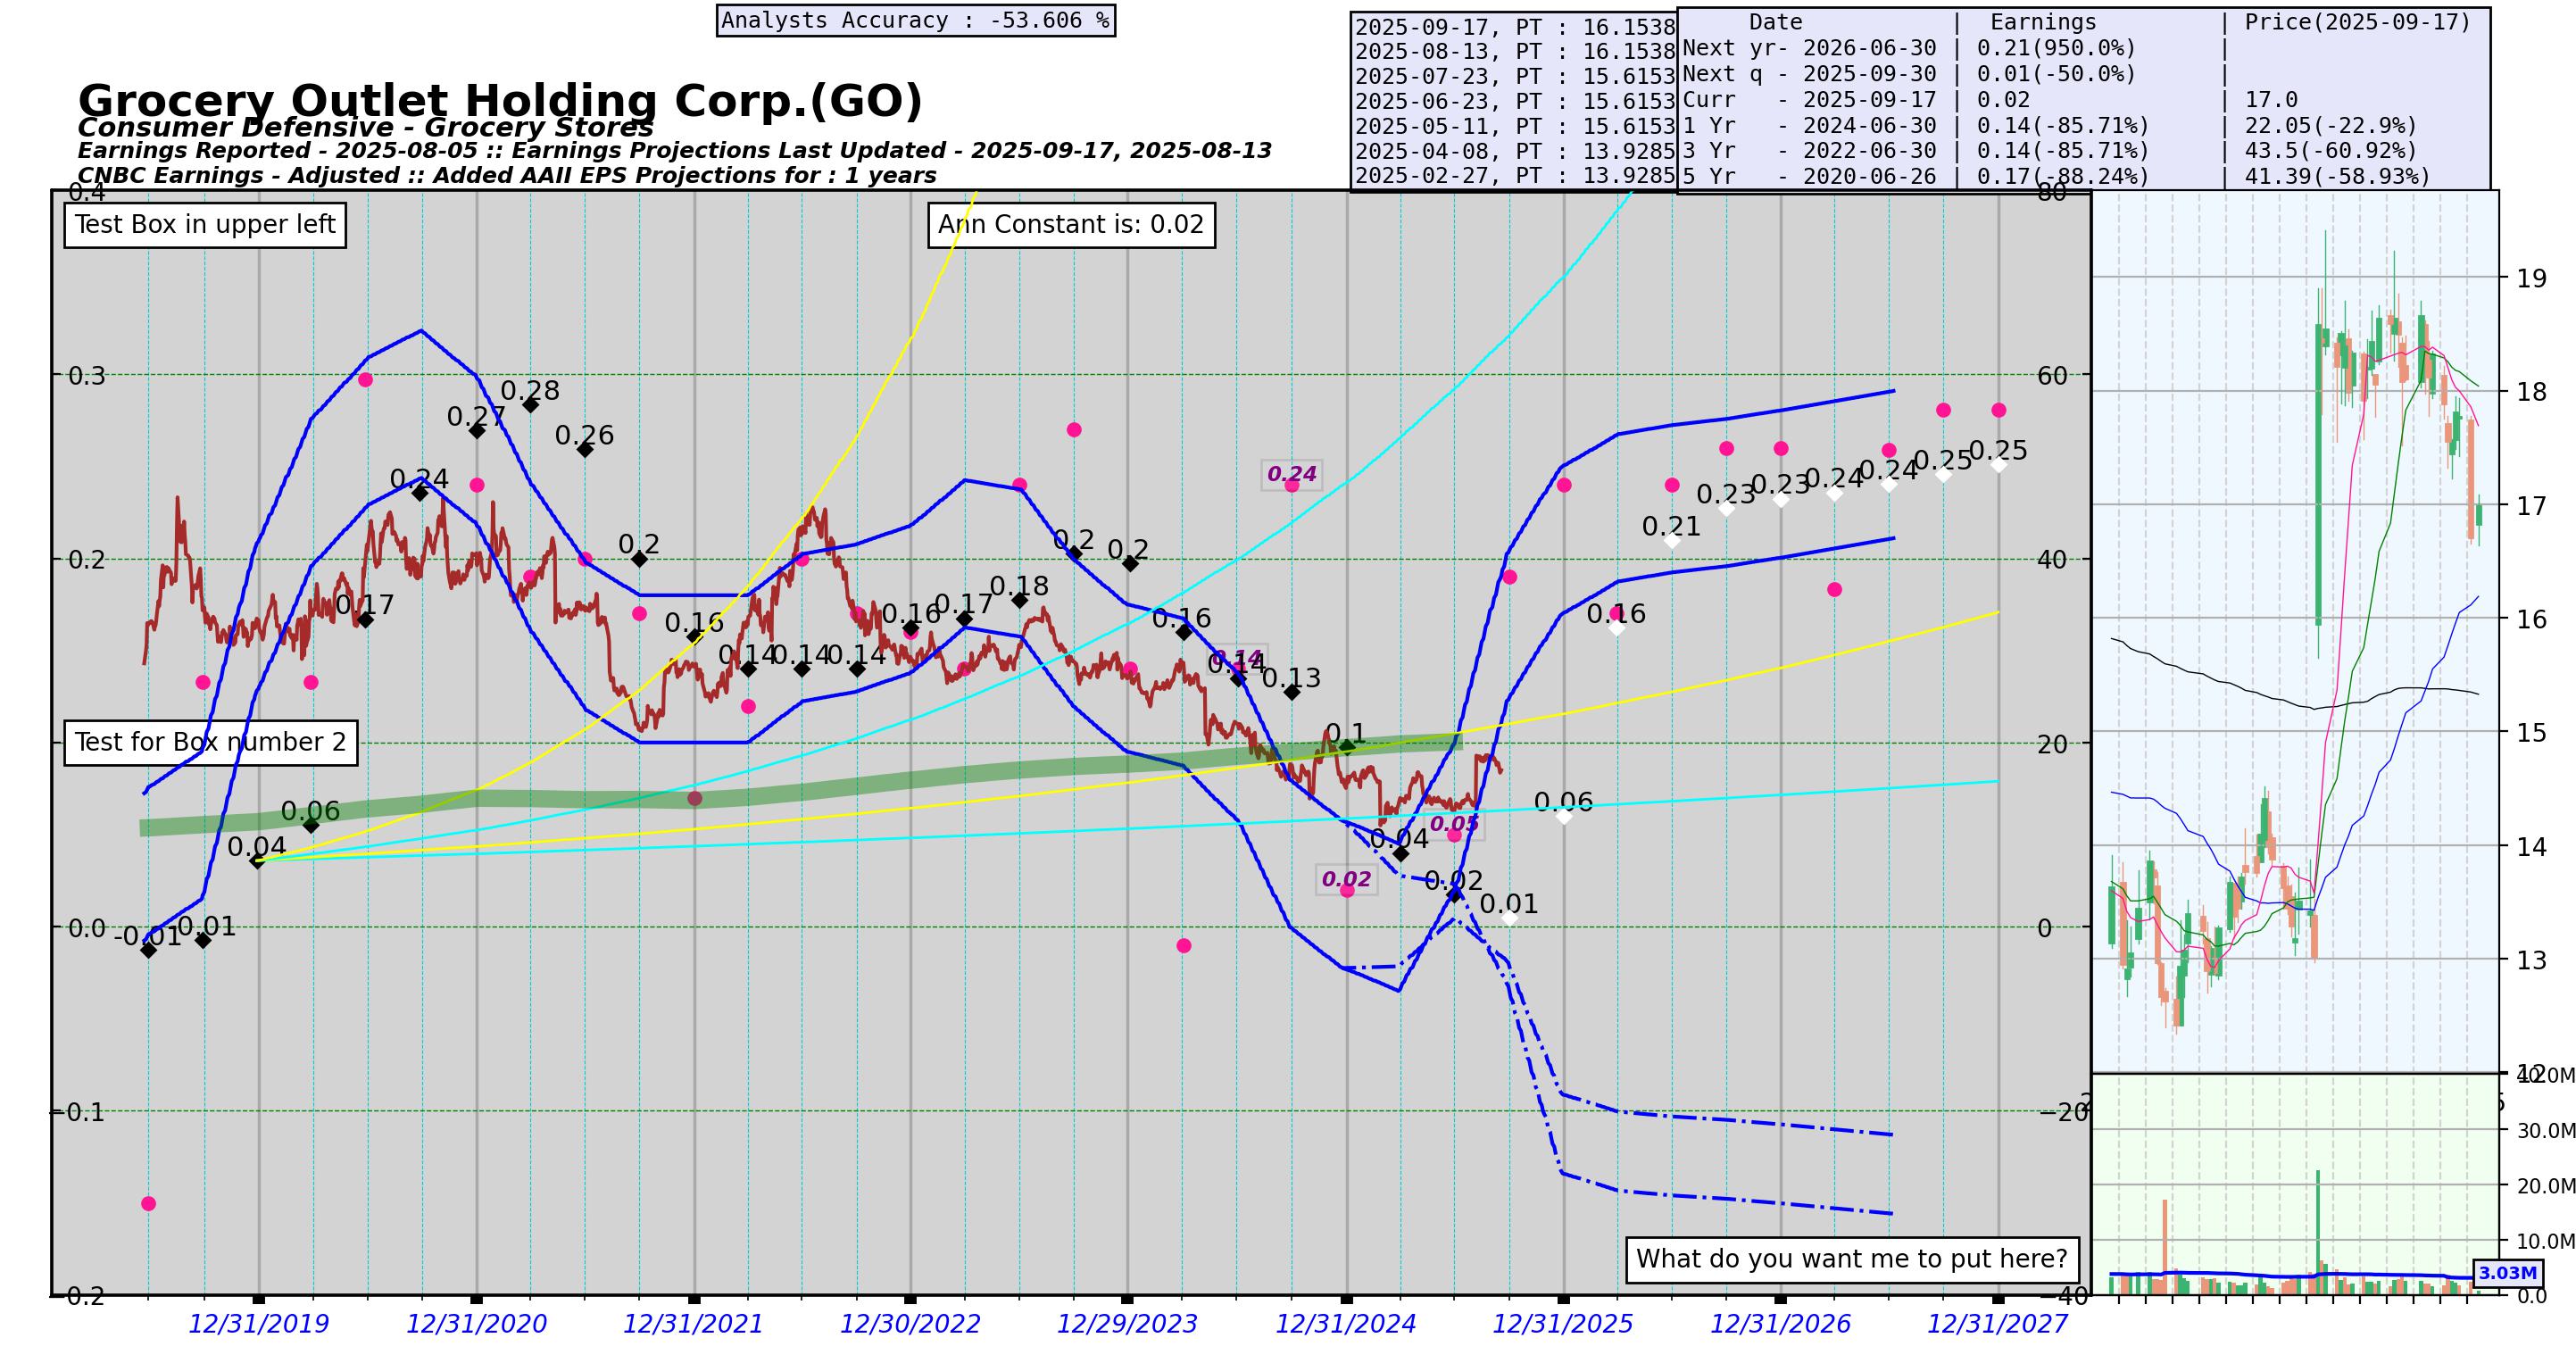 Analysts Accuracy : -53.606 %
Grocery Outlet Holding Corp.(GO)
Consumer Defensive - Grocery Stores
Earnings Reported - 2025-08-05 :: Earnings Projections Last Updated - 2025-09-17, 2025-08-13
CNBC Earnings - Adjusted :: Added AAII EPS Projections for : 1 years
2025-09-17, PT : 16.1538
2025-08-13, PT : 16.1538
2025-07-23, PT : 15.6153
2025-06-23, PT : 15.6153
2025-05-11, PT : 15.6153
2025-04-08, PT : 13.9285
2025-02-27, PT : 13.9285
Date | Earnings | Price(2025-09-17)
Next yr- 2026-06-30 | 0.21(950.0%) |
Next q - 2025-09-30 | 0.01(-50.0%) |
Curr - 2025-09-17 | 0.02 | 17.0
1 Yr - 2024-06-30 | 0.14(-85.71%) | 22.05(-22.9%)
3 Yr - 2022-06-30 | 0.14(-85.71%) | 43.5(-60.92%)
5 Yr - 2020-06-26 | 0.17(-88.24%) | 41.39(-58.93%)
Test Box in upper left
Ann Constant is: 0.02
Test for Box number 2
What do you want me to put here?
0.4
0.3
0.2
0.0
−0.1
−0.2
80
60
40
20
0
−20
−40
-0.01
-0.01
0.04
0.06
0.17
0.24
0.27
0.28
0.26
0.2
0.16
0.14
0.14
0.14
0.16
0.17
0.18
0.2
0.2
0.16
0.14
0.14
0.13
0.24
0.1
0.02
0.04
0.05
0.02
0.01
0.06
0.16
0.21
0.23
0.23
0.24
0.24
0.25
0.25
12/31/2019
12/31/2020
12/31/2021
12/30/2022
12/29/2023
12/31/2024
12/31/2025
12/31/2026
12/31/2027
19
18
17
16
15
14
13
12
40.0M
30.0M
20.0M
10.0M
3.03M
0.0